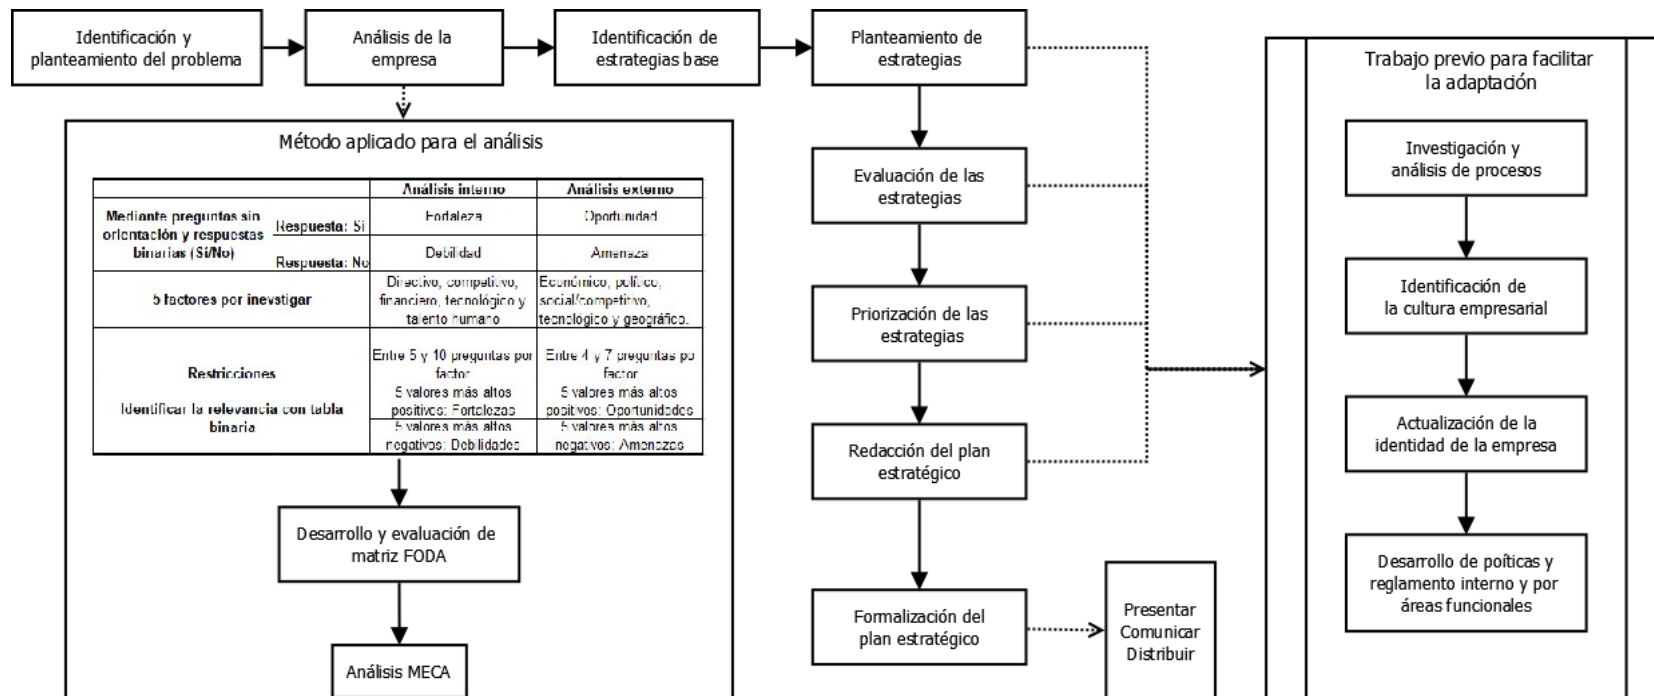 Identificación y
planteamiento del problema
Análisis de la
empresa
Identificación de
estrategias base
Planteamiento de
estrategias
Método aplicado para el análisis
Análisis interno
Análisis externo
Mediante preguntas sin
orientación y respuestas
binarias (Sí/No)
Respuesta: Sí
Fortaleza
Oportunidad
Respuesta: No
Debilidad
Amenaza
5 factores por inevstigar
Directivo, competitivo,
financiero, tecnológico y
talento humano
Económico, político,
social/competitivo,
tecnológico y geográfico.
Restricciones
Entre 5 y 10 preguntas por
factor
Entre 4 y 7 preguntas po
factor
Identificar la relevancia con tabla
binaria
5 valores más altos
positivos: Fortalezas
5 valores más altos
positivos: Oportunidades
5 valores más altos
negativos: Debilidades
5 valores más altos
negativos: Amenazas
Desarrollo y evaluación de
matriz FODA
Análisis MECA
Evaluación de las
estrategias
Priorización de las
estrategias
Redacción del plan
estratégico
Formalización del
plan estratégico
Presentar
Comunicar
Distribuir
Trabajo previo para facilitar
la adaptación
Investigación y
análisis de procesos
Identificación de
la cultura empresarial
Actualización de la
identidad de la empresa
Desarrollo de poíticas y
reglamento interno y por
áreas funcionales